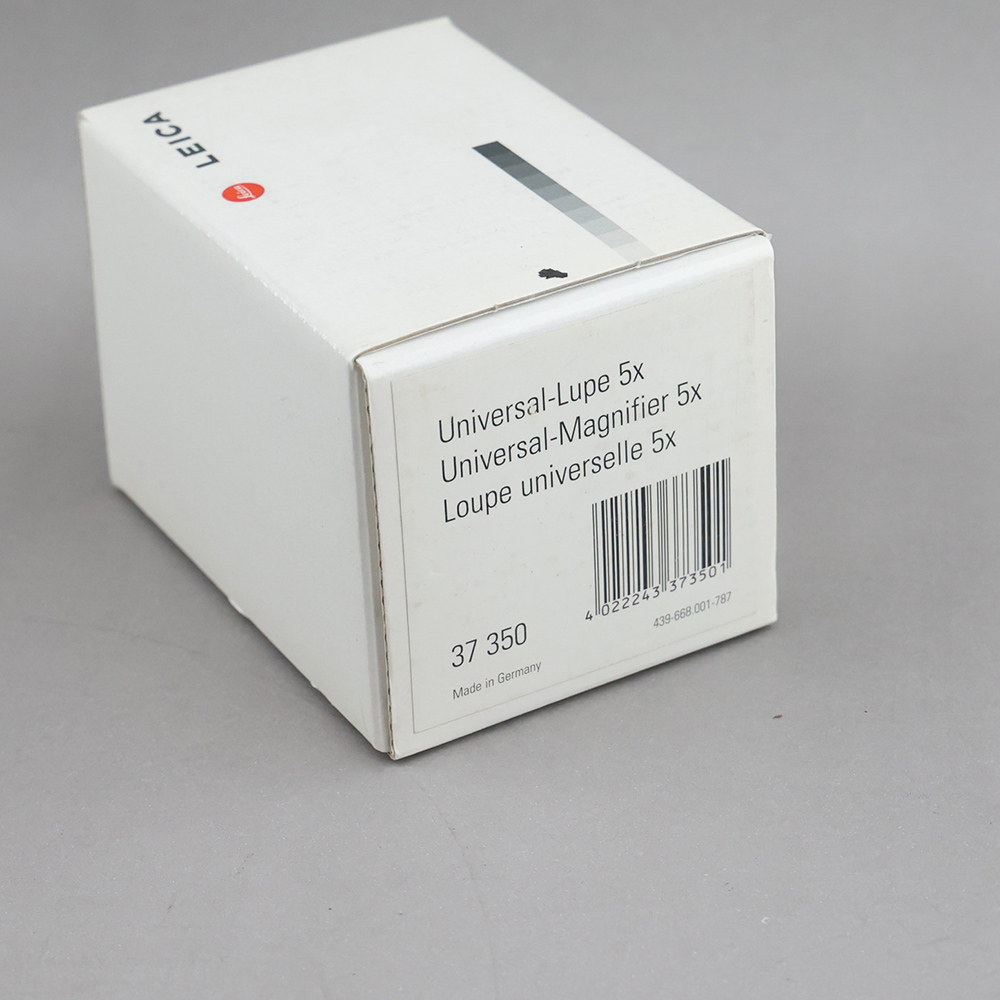 LEICA
Leica
Universal-Lupe 5x
Universal-Magnifier 5x
Loupe universelle 5x
4 022243 373501
439-668.001-787
37 350
Made in Germany